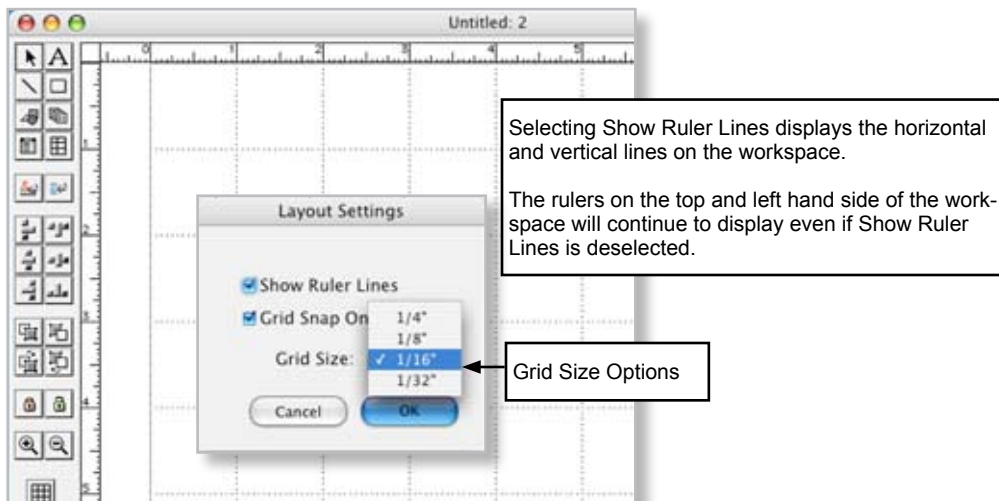 Untitled: 2
A
0 1 2 3 4 5
1
2
3
4
5
Selecting Show Ruler Lines displays the horizontal
and vertical lines on the workspace.
The rulers on the top and left hand side of the work-
space will continue to display even if Show Ruler
Lines is deselected.
Layout Settings
Show Ruler Lines
Grid Snap On
Grid Size:
1/4"
1/8"
✓ 1/16"
1/32"
Cancel
OK
Grid Size Options